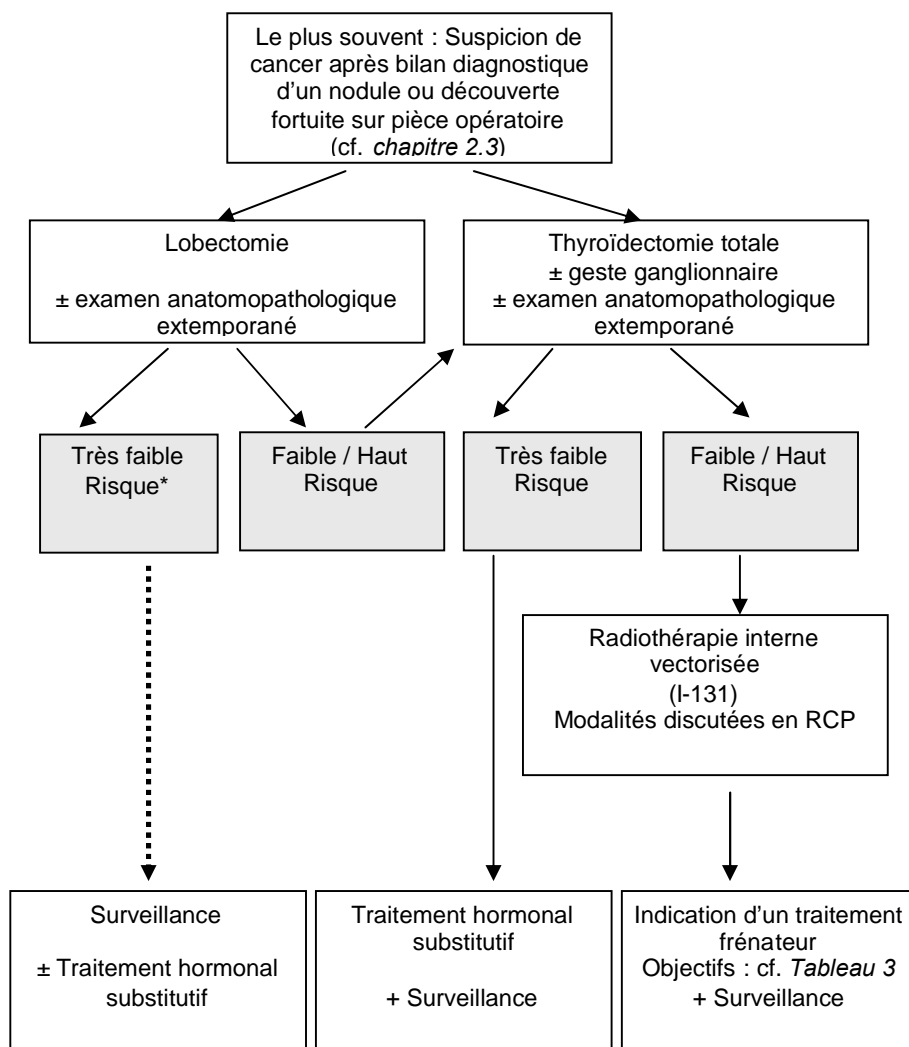 Le plus souvent : Suspicion de
cancer après bilan diagnostique
d'un nodule ou découverte
fortuite sur pièce opératoire
(cf. chapitre 2.3)
Lobectomie
± examen anatomopathologique
extemporané
Thyroïdectomie totale
± geste ganglionnaire
± examen anatomopathologique
extemporané
Très faible
Risque*
Faible / Haut
Risque
Très faible
Risque
Faible / Haut
Risque
Radiothérapie interne
vectorisée
(I-131)
Modalités discutées en RCP
Surveillance
± Traitement hormonal
substitutif
Traitement hormonal
substitutif
+ Surveillance
Indication d'un traitement
frénateur
Objectifs : cf. Tableau 3
+ Surveillance